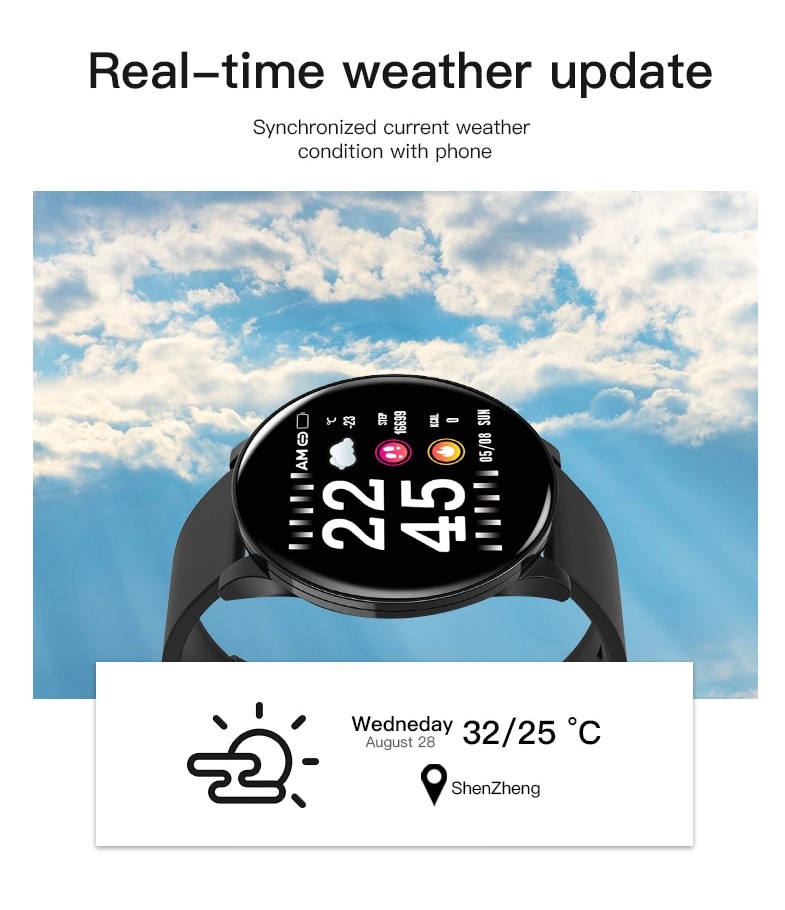 Real-time weather update
Synchronized current weather
condition with phone
AM
°C
-23
STEP
16699
KCAL
0
05/08 SUN
22
45
Wedneday
August 28
32/25 °C
ShenZheng